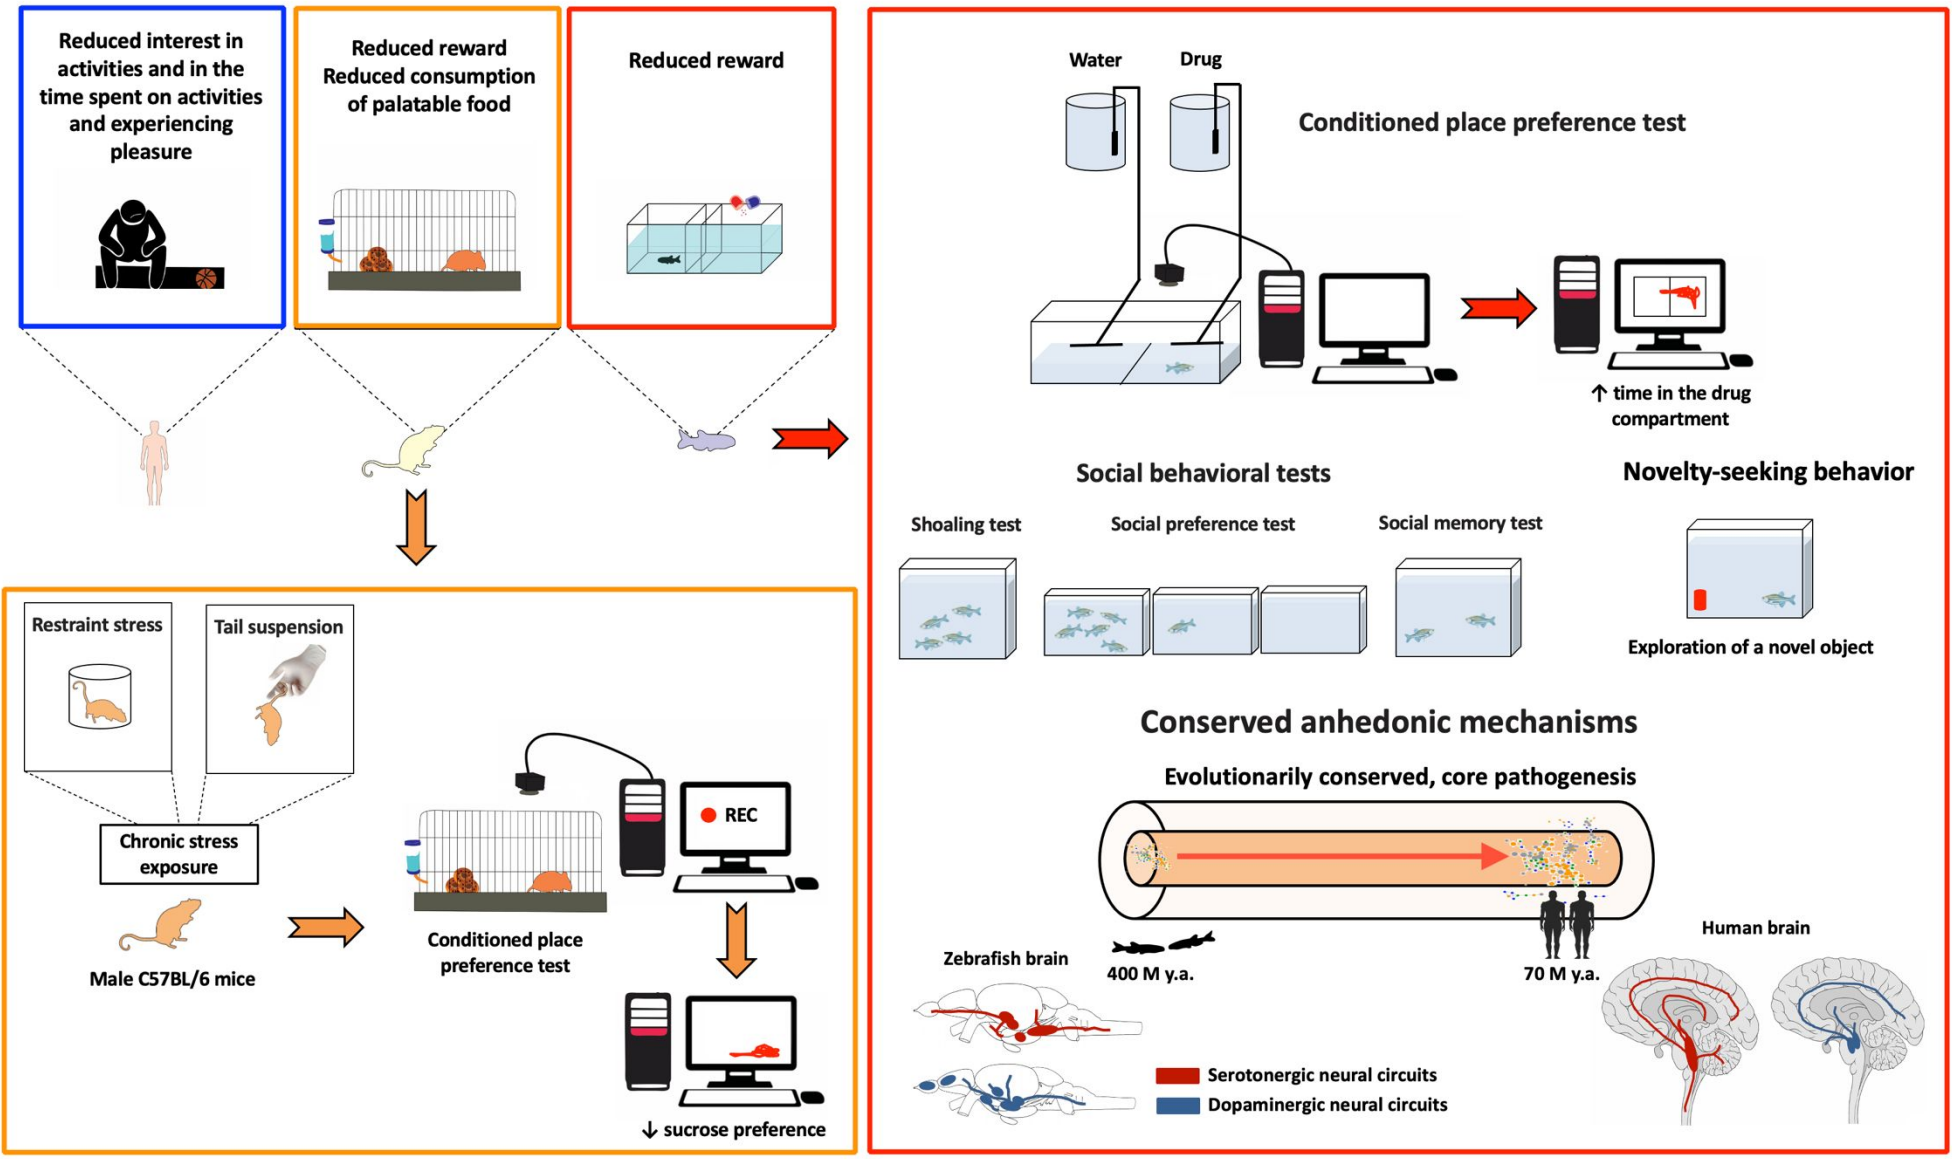 Reduced interest in
activities and in the
time spent on activities
and experiencing
pleasure
Reduced reward
Reduced consumption
of palatable food
Reduced reward
Restraint stress
Tail suspension
Chronic stress
exposure
Male C57BL/6 mice
REC
Conditioned place
preference test
↓ sucrose preference
Water
Drug
Conditioned place preference test
↑ time in the drug
compartment
Social behavioral tests
Novelty-seeking behavior
Shoaling test
Social preference test
Social memory test
Exploration of a novel object
Conserved anhedonic mechanisms
Evolutionarily conserved, core pathogenesis
400 M y.a.
70 M y.a.
Zebrafish brain
Human brain
Serotonergic neural circuits
Dopaminergic neural circuits